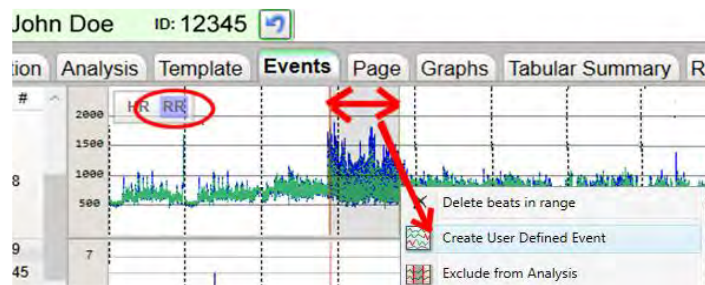 John Doe ID: 12345
tion Analysis Template Events Page Graphs Tabular Summary R
#
HR RR
2000
1500
8
1000
500
Delete beats in range
Create User Defined Event
9
7
45
Exclude from Analysis